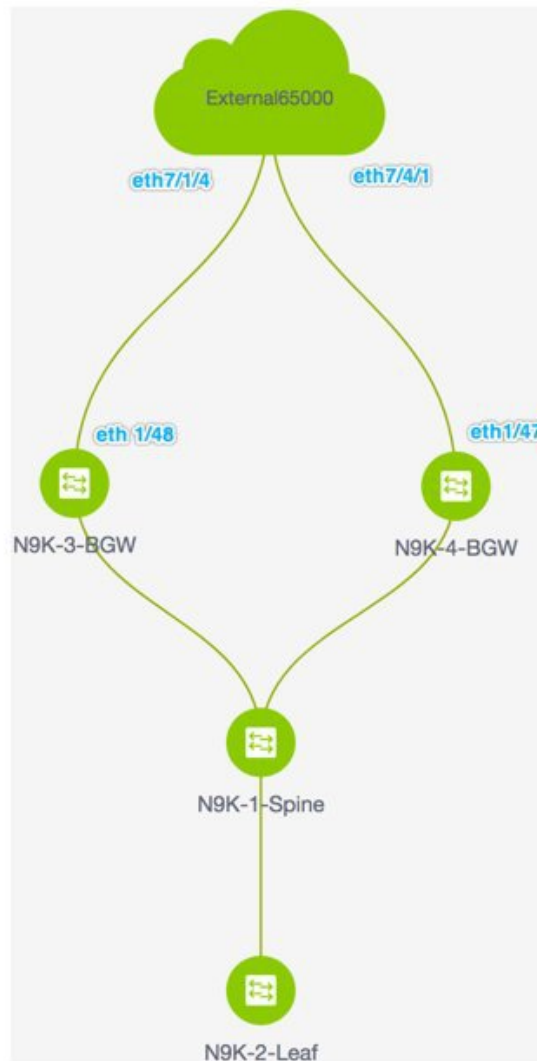 External65000
eth7/1/4
eth7/4/1
eth 1/48
eth1/47
N9K-3-BGW
N9K-4-BGW
N9K-1-Spine
N9K-2-Leaf